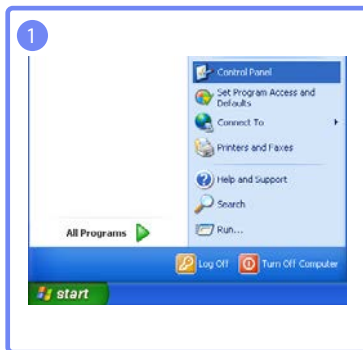 1
Control Panel
Set Program Access and
Defaults
Connect To
Printers and Faxes
Help and Support
Search
All Programs
Run...
Log Off
Turn Off Computer
start